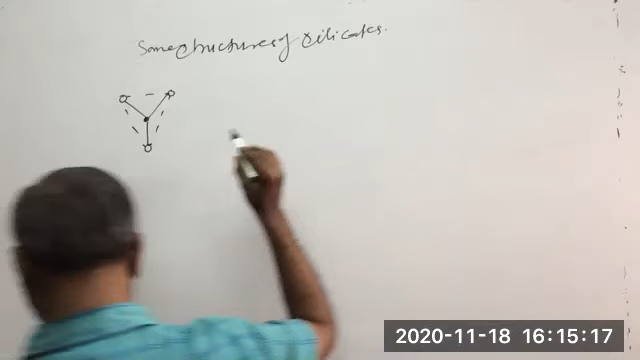 Some structures of silicates.
2020-11-18 16:15:17